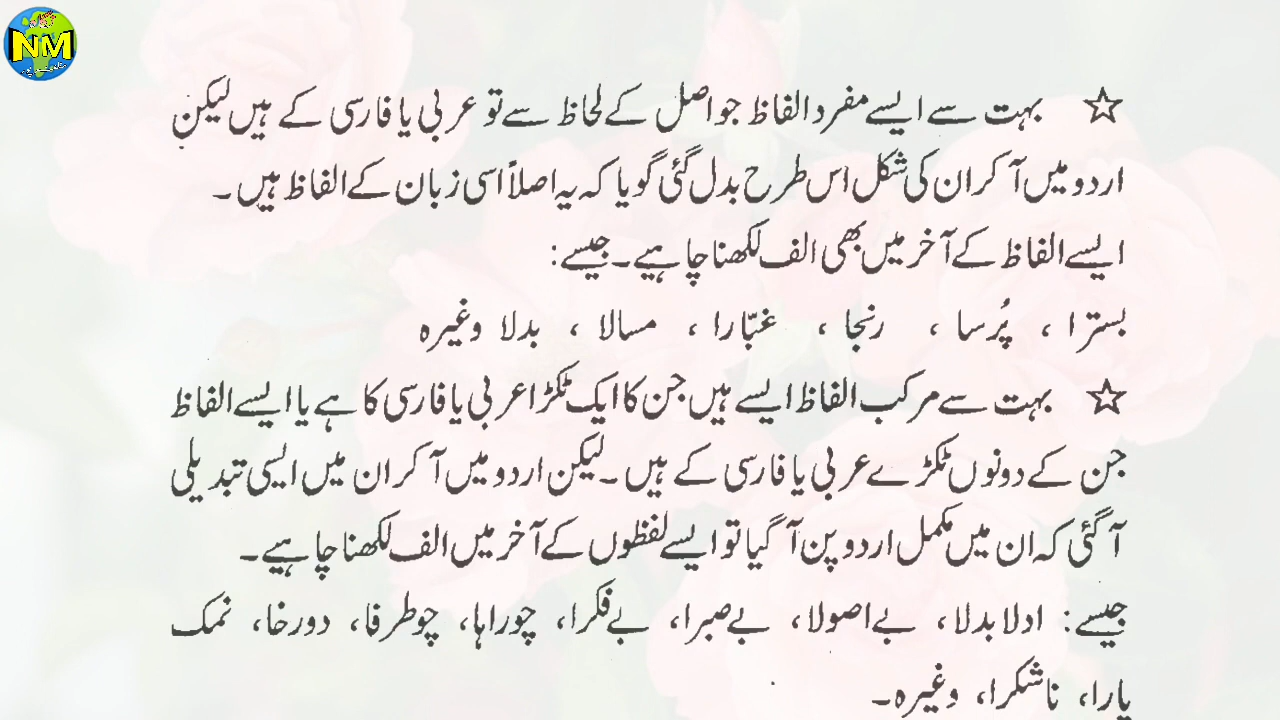 NM
☆ بہت سے ایسے مفرد الفاظ جو اصل کے لحاظ سے تو عربی یا فارسی کے ہیں لیکن
اردو میں آ کر ان کی شکل اس طرح بدل گئی گویا کہ یہ اصلاً اسی زبان کے الفاظ ہیں۔
ایسے الفاظ کے آخر میں بھی الف لکھنا چاہیے۔ جیسے:
بسترا ، پُرسا ، رنجا ، غبّارا ، مسالا ، بدلا وغیرہ
☆ بہت سے مرکب الفاظ ایسے ہیں جن کا ایک ٹکڑا عربی یا فارسی کا ہے یا ایسے الفاظ
جن کے دونوں ٹکڑے عربی یا فارسی کے ہیں۔ لیکن اردو میں آ کر ان میں ایسی تبدیلی
آ گئی کہ ان میں مکمل اردو پن آ گیا تو ایسے لفظوں کے آخر میں الف لکھنا چاہیے۔
جیسے: ادلا بدلا، بے اصولا، بے صبرا، بے فکرا، چوراہا، چوطرفا، دورخا، نمک
پارا، ناشکرا، وغیرہ۔